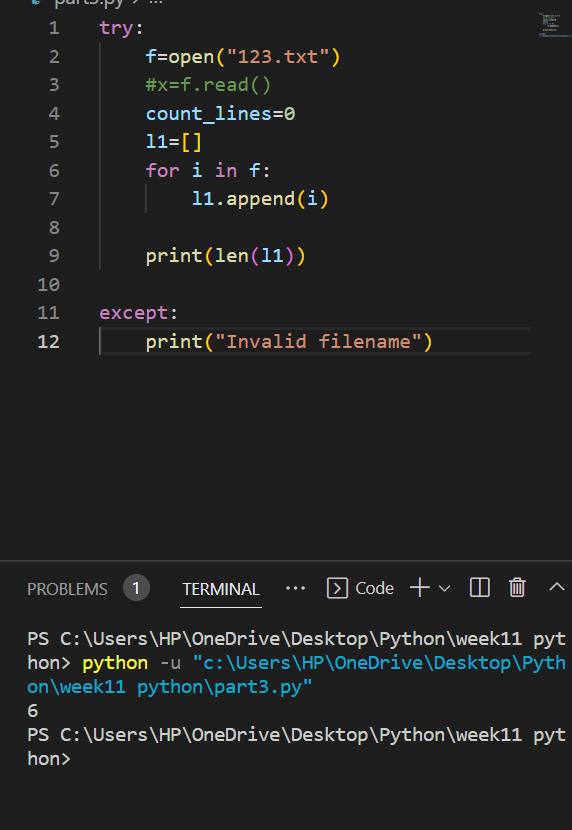 part3.py > ...
1 try:
2     f=open("123.txt")
3     #x=f.read()
4     count_lines=0
5     l1=[]
6     for i in f:
7         l1.append(i)
8
9     print(len(l1))
10
11 except:
12     print("Invalid filename")
PROBLEMS 1 TERMINAL ... Code
PS C:\Users\HP\OneDrive\Desktop\Python\week11 pyt
hon> python -u "c:\Users\HP\OneDrive\Desktop\Pyth
on\week11 python\part3.py"
6
PS C:\Users\HP\OneDrive\Desktop\Python\week11 pyt
hon>